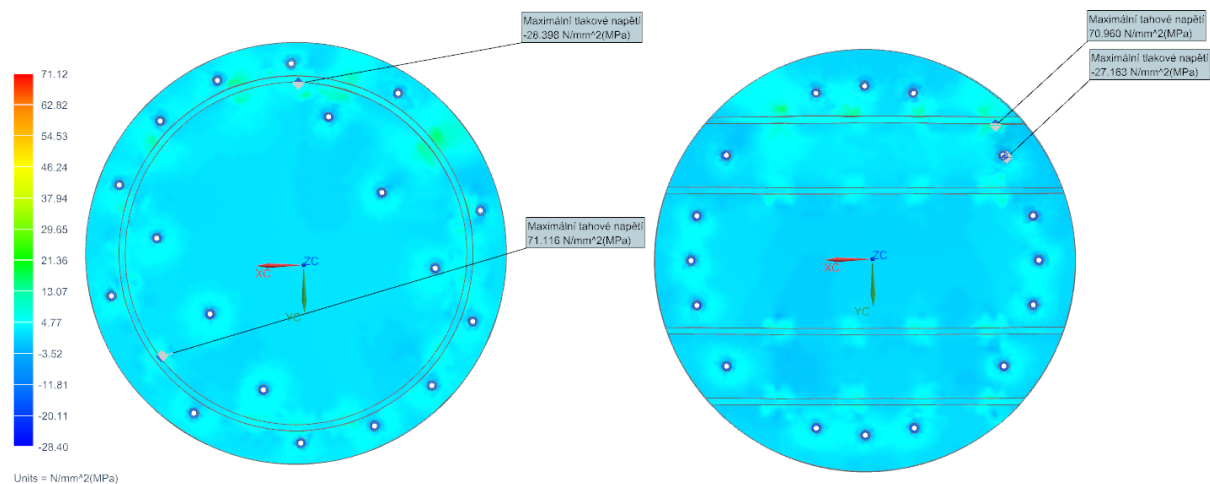 Maximální tlakové napětí
-28.398 N/mm^2(MPa)
Maximální tahové napětí
70.960 N/mm^2(MPa)
Maximální tlakové napětí
-27.163 N/mm^2(MPa)
71.12
62.82
54.53
46.24
37.94
29.65
21.36
13.07
4.77
-3.52
-11.81
-20.11
-28.40
Units = N/mm^2(MPa)
Maximální tahové napětí
71.116 N/mm^2(MPa)
XC
ZC
YC
XC
ZC
YC